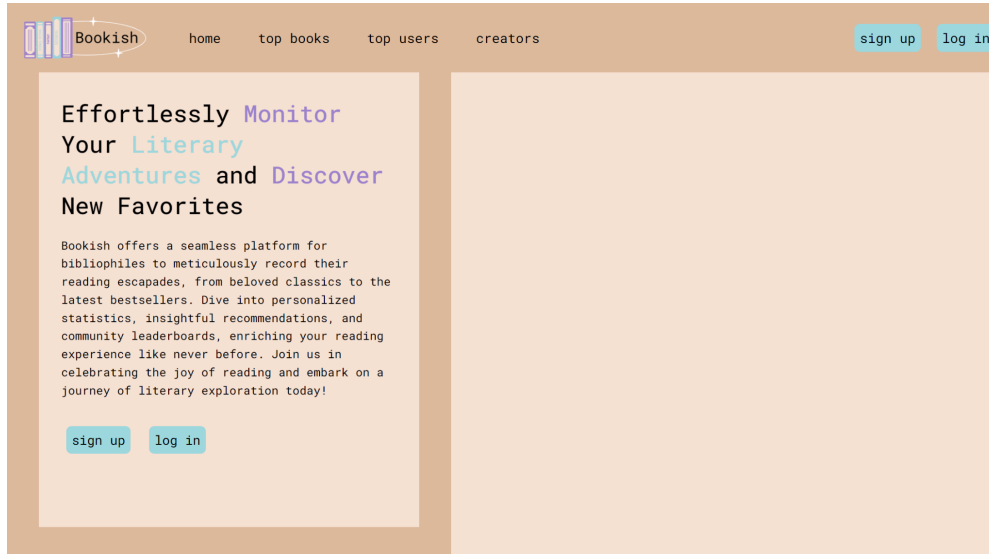 Bookish
home top books top users creators
sign up log in
Effortlessly Monitor
Your Literary
Adventures and Discover
New Favorites
Bookish offers a seamless platform for
bibliophiles to meticulously record their
reading escapades, from beloved classics to the
latest bestsellers. Dive into personalized
statistics, insightful recommendations, and
community leaderboards, enriching your reading
experience like never before. Join us in
celebrating the joy of reading and embark on a
journey of literary exploration today!
sign up log in